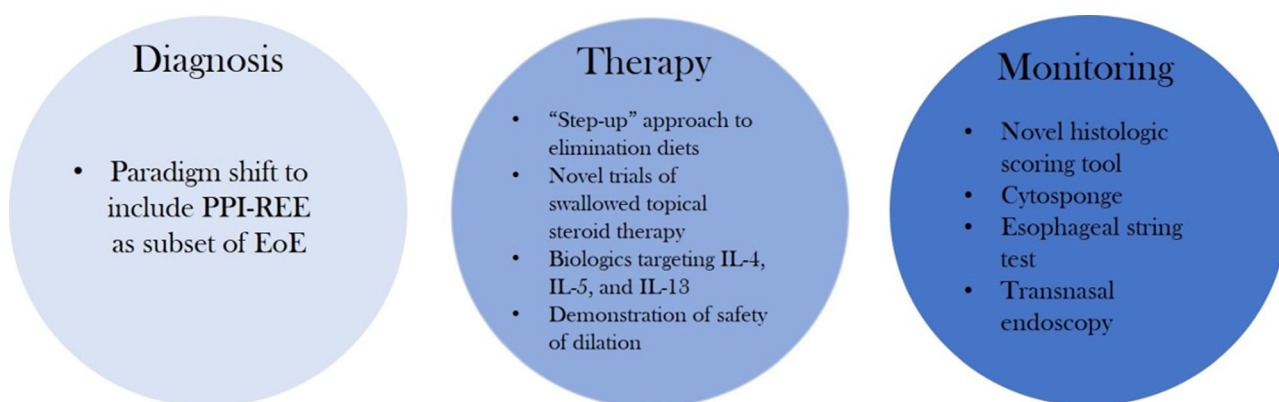 Diagnosis
• Paradigm shift to
include PPI-REE
as subset of EoE
Therapy
• “Step-up” approach to
elimination diets
• Novel trials of
swallowed topical
steroid therapy
• Biologics targeting IL-4,
IL-5, and IL-13
• Demonstration of safety
of dilation
Monitoring
• Novel histologic
scoring tool
• Cytosponge
• Esophageal string
test
• Transnasal
endoscopy